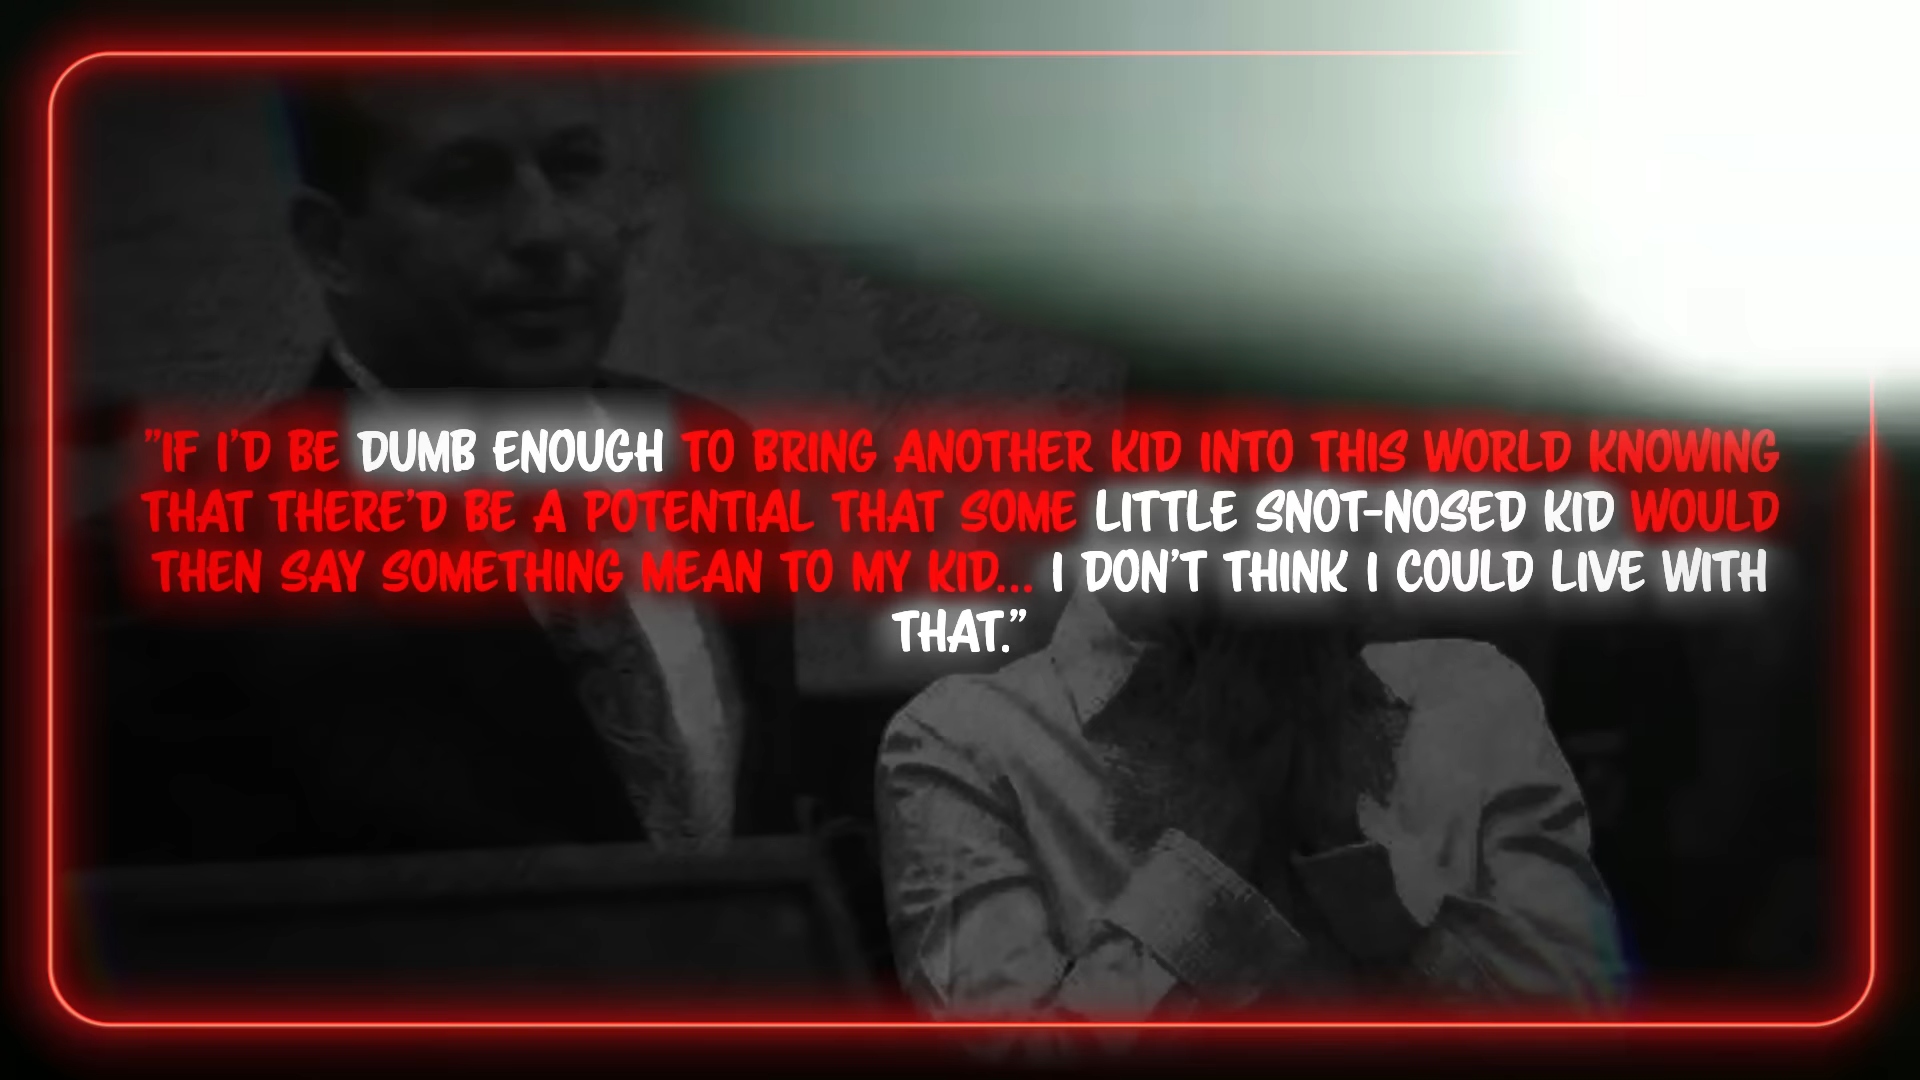 "IF I'D BE DUMB ENOUGH TO BRING ANOTHER KID INTO THIS WORLD KNOWING
THAT THERE'D BE A POTENTIAL THAT SOME LITTLE SNOT-NOSED KID WOULD
THEN SAY SOMETHING MEAN TO MY KID... I DON'T THINK I COULD LIVE WITH
THAT."